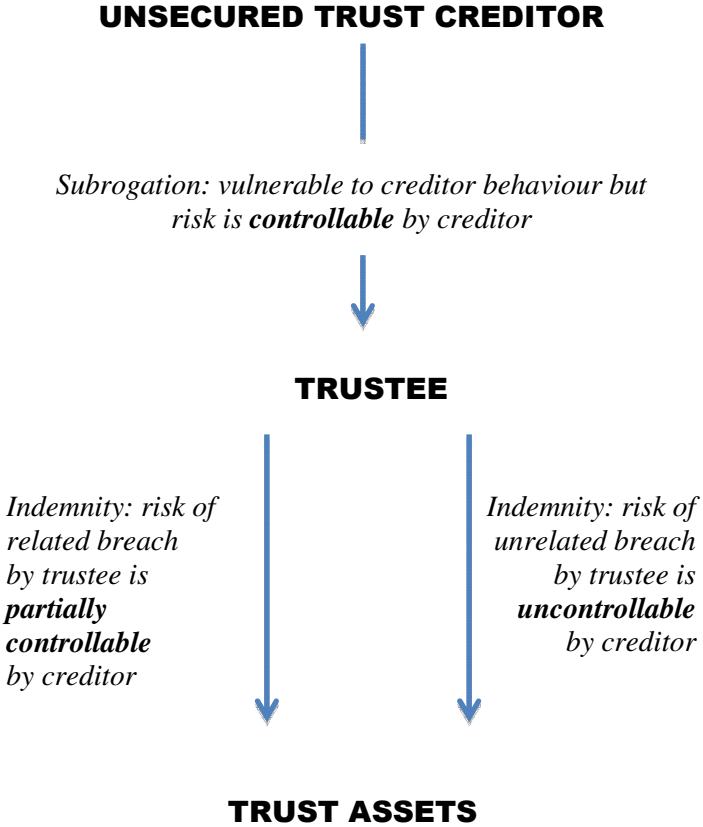 UNSECURED TRUST CREDITOR
Subrogation: vulnerable to creditor behaviour but
risk is controllable by creditor
TRUSTEE
Indemnity: risk of
related breach
by trustee is
partially
controllable
by creditor
Indemnity: risk of
unrelated breach
by trustee is
uncontrollable
by creditor
TRUST ASSETS